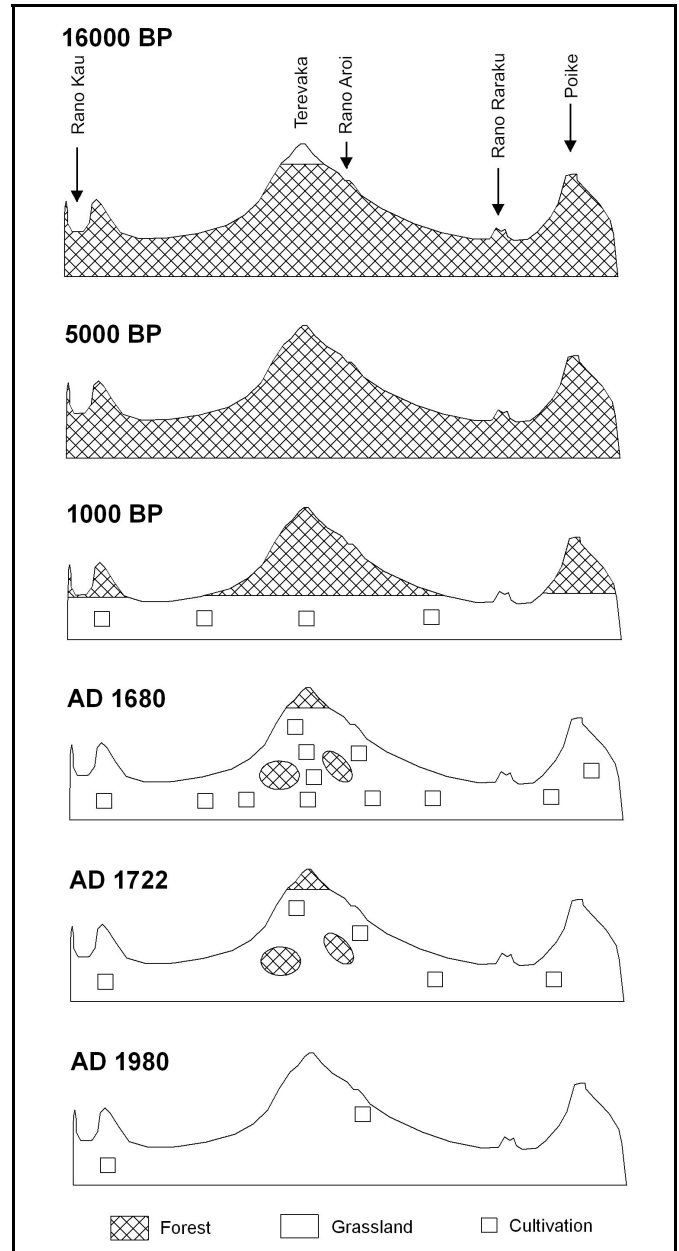 16000 BP
Rano Kau
Terevaka
Rano Aroi
Rano Raraku
Poike
5000 BP
1000 BP
AD 1680
AD 1722
AD 1980
Forest
Grassland
Cultivation